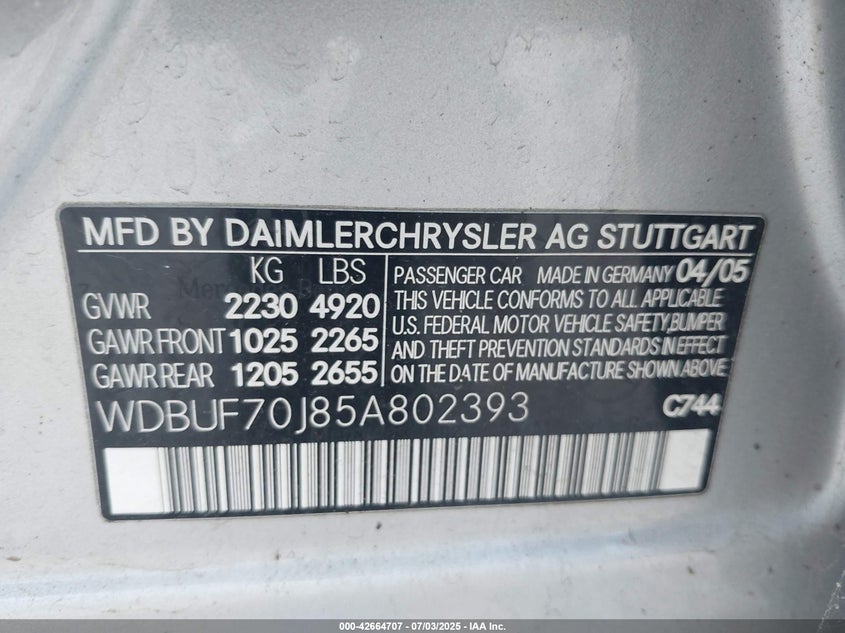 MFD BY DAIMLERCHRYSLER AG STUTTGART
KG LBS
GVWR 2230 4920
GAWR FRONT 1025 2265
GAWR REAR 1205 2655
PASSENGER CAR MADE IN GERMANY 04/05
THIS VEHICLE CONFORMS TO ALL APPLICABLE
U.S. FEDERAL MOTOR VEHICLE SAFETY, BUMPER
AND THEFT PREVENTION STANDARDS IN EFFECT
ON THE DATE OF MANUFACTURE SHOWN ABOVE
WDBUF70J85A802393 C744
000-42664707 - 07/03/2025 - IAA Inc.